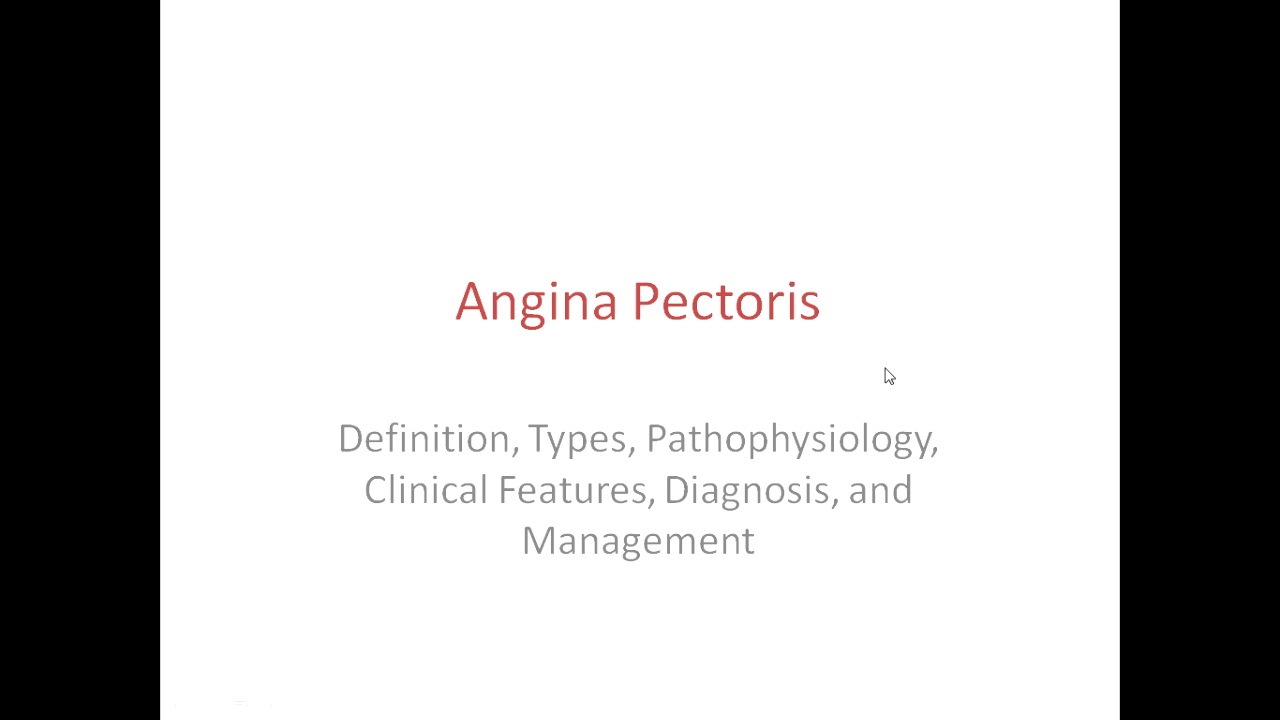 Angina Pectoris
Definition, Types, Pathophysiology,
Clinical Features, Diagnosis, and
Management